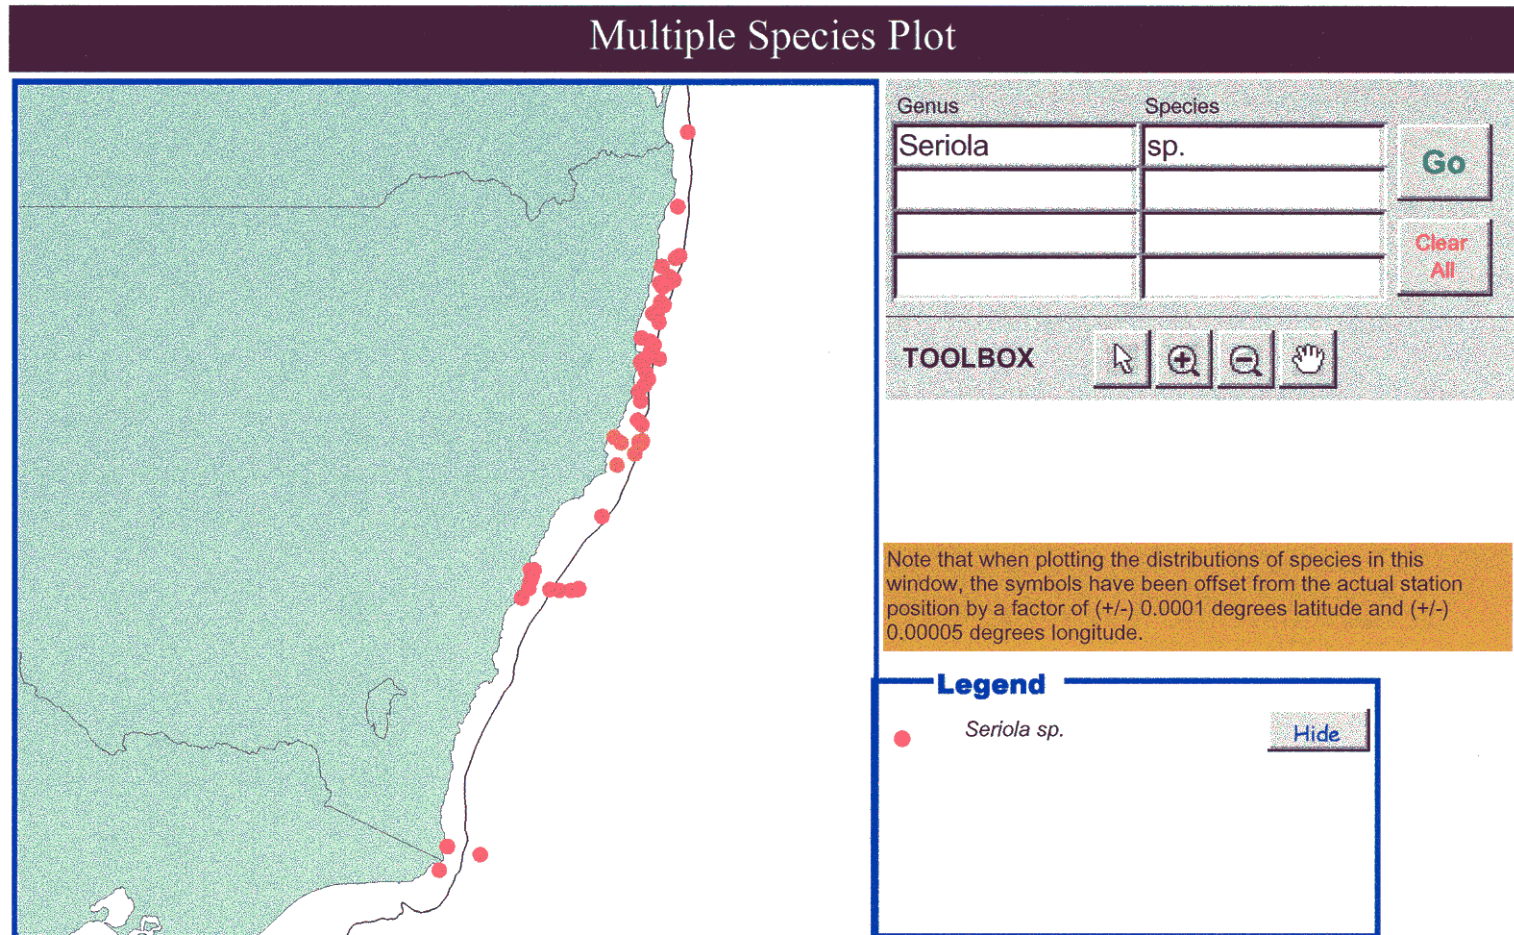 Multiple Species Plot
Genus Species
Seriola sp.
Go
Clear
All
TOOLBOX
Note that when plotting the distributions of species in this
window, the symbols have been offset from the actual station
position by a factor of (+/-) 0.0001 degrees latitude and (+/-)
0.00005 degrees longitude.
Legend
Seriola sp.
Hide